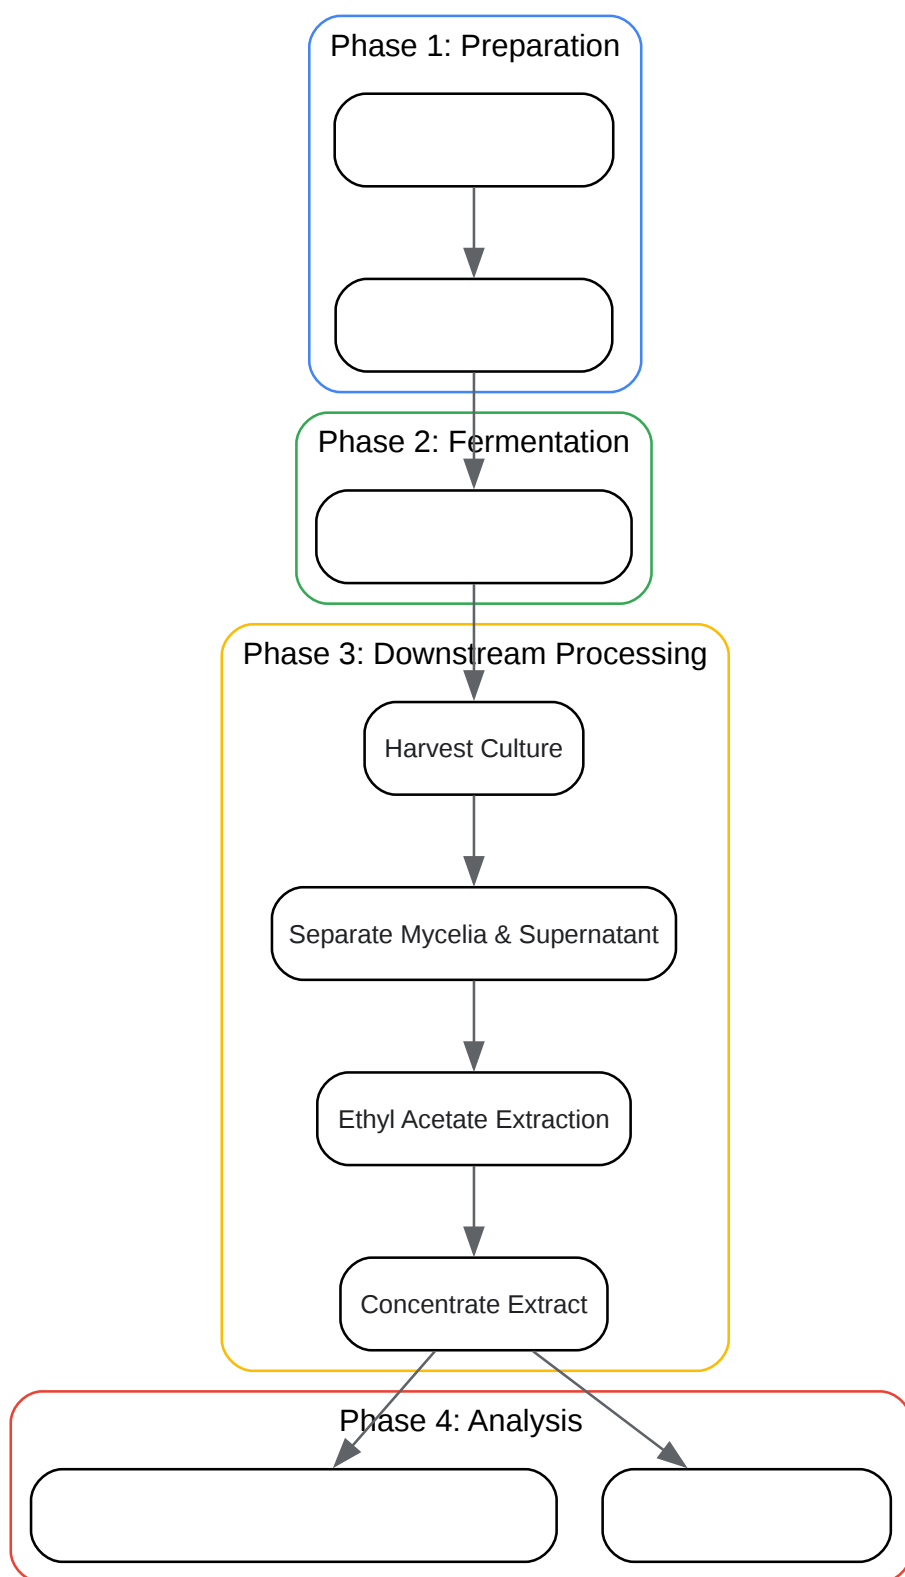 Phase 1: Preparation
Phase 2: Fermentation
Phase 3: Downstream Processing
Harvest Culture
Separate Mycelia & Supernatant
Ethyl Acetate Extraction
Concentrate Extract
Phase 4: Analysis